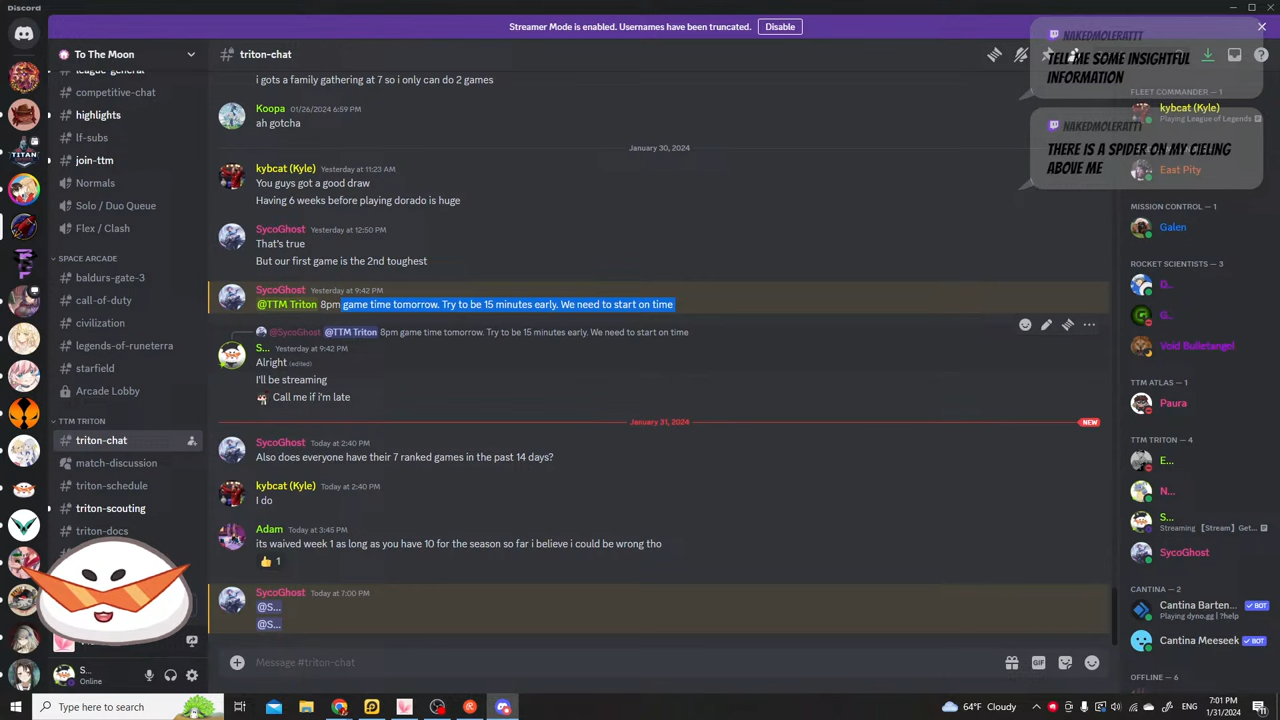 Discord
Streamer Mode is enabled. Usernames have been truncated.
Disable
To The Moon
league-general
competitive-chat
highlights
lf-subs
join-ttm
Normals
Solo / Duo Queue
Flex / Clash
SPACE ARCADE
baldurs-gate-3
call-of-duty
civilization
legends-of-runeterra
starfield
Arcade Lobby
TTM TRITON
triton-chat
match-discussion
triton-schedule
triton-scouting
triton-docs
S...
Online
triton-chat
i gots a family gathering at 7 so i only can do 2 games
Koopa 01/26/2024 6:59 PM
ah gotcha
January 30, 2024
kybcat (Kyle) Yesterday at 11:23 AM
You guys got a good draw
Having 6 weeks before playing dorado is huge
SycoGhost Yesterday at 12:50 PM
That's true
But our first game is the 2nd toughest
SycoGhost Yesterday at 9:42 PM
@TTM Triton 8pm game time tomorrow. Try to be 15 minutes early. We need to start on time
@SycoGhost @TTM Triton 8pm game time tomorrow. Try to be 15 minutes early. We need to start on time
S... Yesterday at 9:42 PM
Alright (edited)
I'll be streaming
Call me if i'm late
January 31, 2024
NEW
SycoGhost Today at 2:40 PM
Also does everyone have their 7 ranked games in the past 14 days?
kybcat (Kyle) Today at 2:40 PM
I do
Adam Today at 3:45 PM
its waived week 1 as long as you have 10 for the season so far i believe i could be wrong tho
1
SycoGhost Today at 7:00 PM
@S...
@S...
Message #triton-chat
GIF
NAKEDMOLERATTT
TELL ME SOME INSIGHTFUL
INFORMATION
NAKEDMOLERATTT
THERE IS A SPIDER ON MY CIELING
ABOVE ME
FLEET COMMANDER — 1
kybcat (Kyle)
Playing League of Legends
East Pity
MISSION CONTROL — 1
Galen
ROCKET SCIENTISTS — 3
Void Bulletangel
TTM ATLAS — 1
Paura
TTM TRITON — 4
E...
N...
S...
Streaming 【Stream】 Get...
SycoGhost
CANTINA — 2
Cantina Barten... BOT
Playing dyno.gg | ?help
Cantina Meeseek BOT
OFFLINE — 6
Type here to search
64°F Cloudy
7:01 PM
1/31/2024